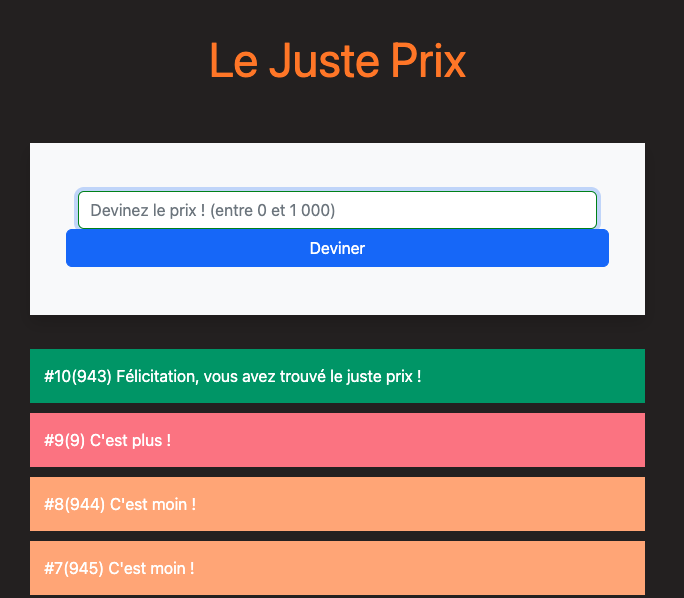 Le Juste Prix
Devinez le prix ! (entre 0 et 1 000)
Deviner
#10(943) Félicitation, vous avez trouvé le juste prix !
#9(9) C'est plus !
#8(944) C'est moin !
#7(945) C'est moin !